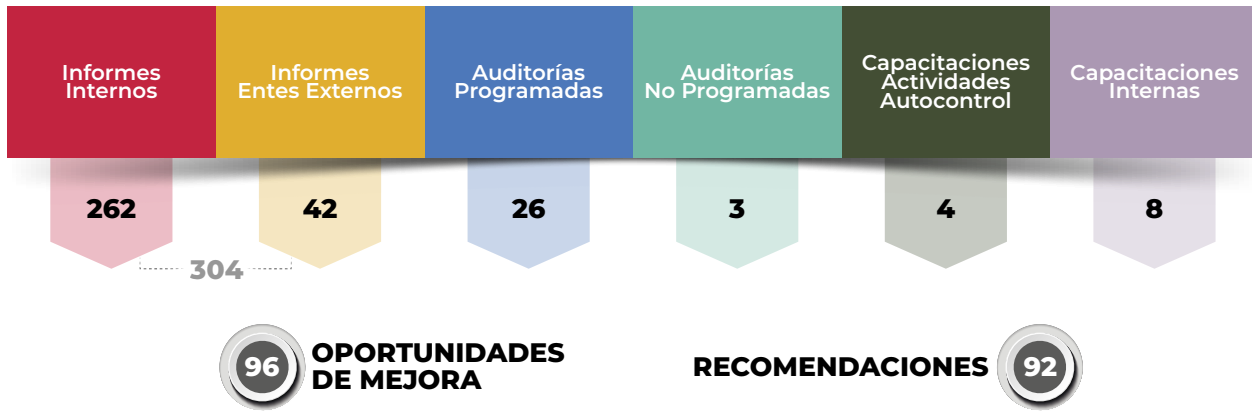 Informes
Internos
Informes
Entes Externos
Auditorías
Programadas
Auditorías
No Programadas
Capacitaciones
Actividades
Autocontrol
Capacitaciones
Internas
262
42
26
3
4
8
304
96
OPORTUNIDADES
DE MEJORA
RECOMENDACIONES
92